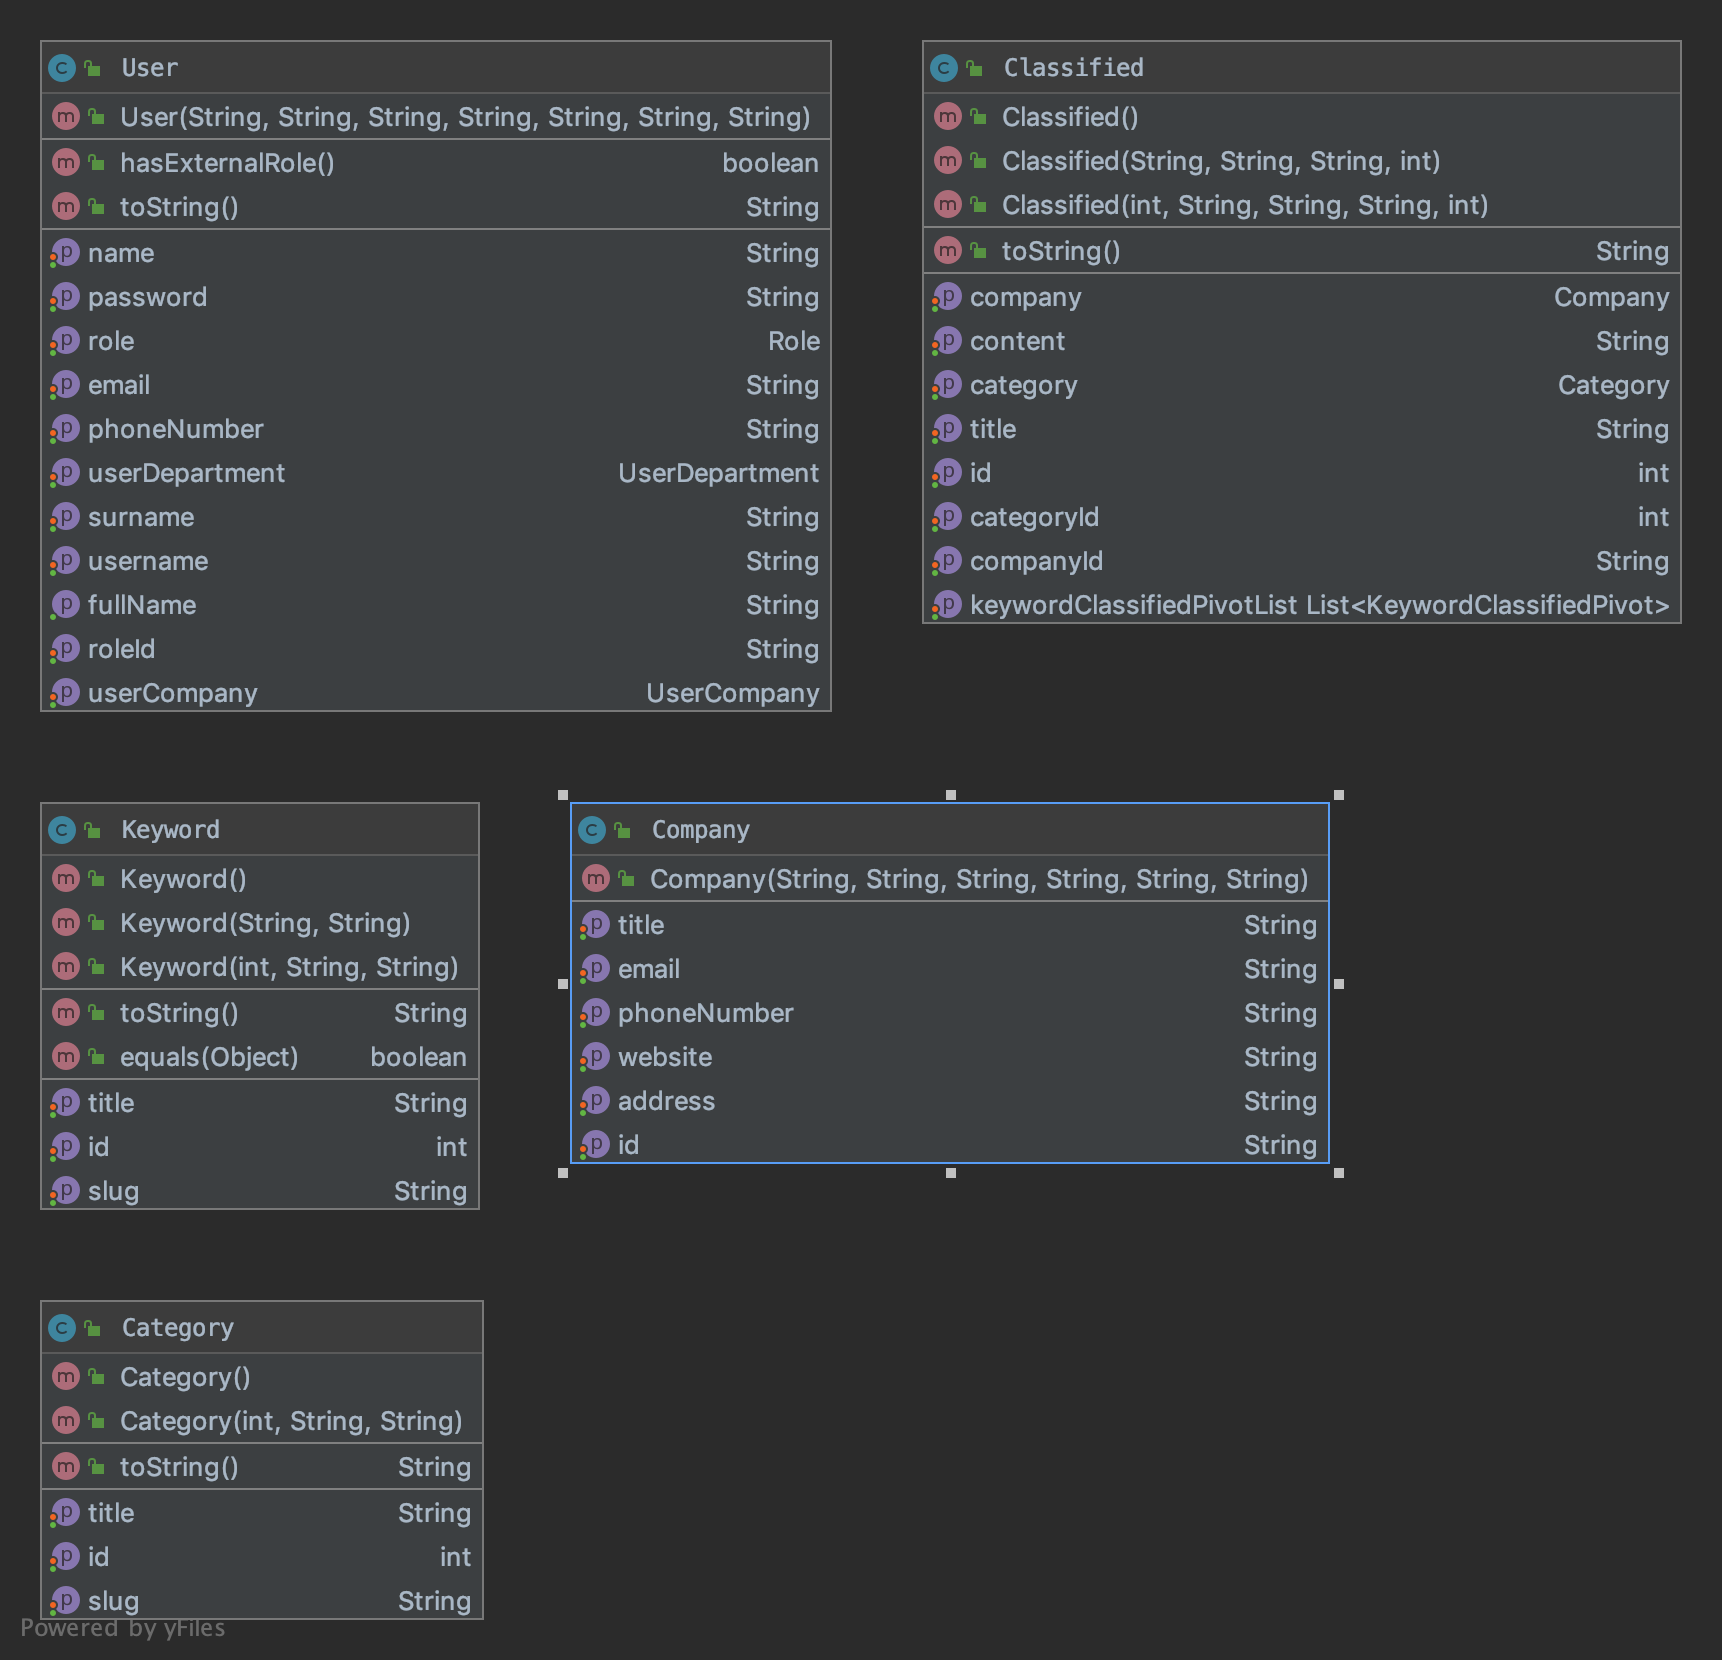 User
User(String, String, String, String, String, String, String)
hasExternalRole() boolean
toString() String
name String
password String
role Role
email String
phoneNumber String
userDepartment UserDepartment
surname String
username String
fullName String
roleId String
userCompany UserCompany
Classified
Classified()
Classified(String, String, String, int)
Classified(int, String, String, String, int)
toString() String
company Company
content String
category Category
title String
id int
categoryId int
companyId String
keywordClassifiedPivotList List<KeywordClassifiedPivot>
Keyword
Keyword()
Keyword(String, String)
Keyword(int, String, String)
toString() String
equals(Object) boolean
title String
id int
slug String
Company
Company(String, String, String, String, String, String)
title String
email String
phoneNumber String
website String
address String
id String
Category
Category()
Category(int, String, String)
toString() String
title String
id int
slug String
Powered by yFiles